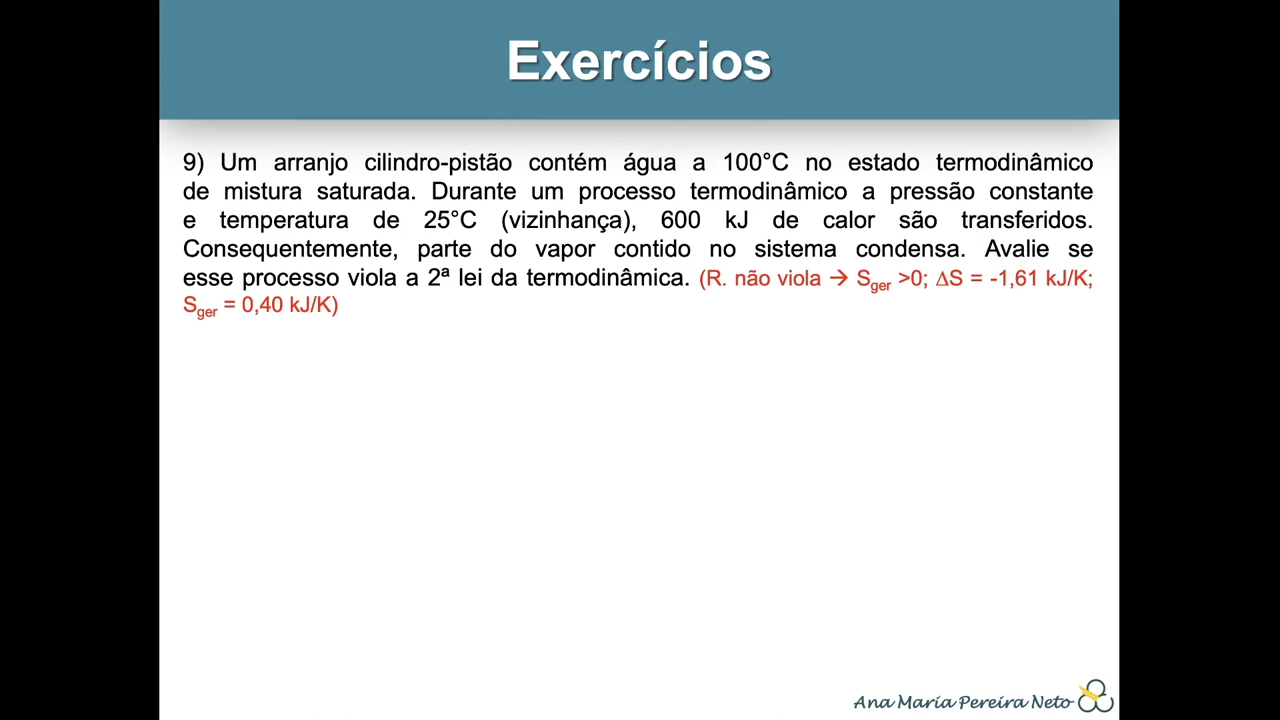 Exercícios
9) Um arranjo cilindro-pistão contém água a 100°C no estado termodinâmico
de mistura saturada. Durante um processo termodinâmico a pressão constante
e temperatura de 25°C (vizinhança), 600 kJ de calor são transferidos.
Consequentemente, parte do vapor contido no sistema condensa. Avalie se
esse processo viola a 2ª lei da termodinâmica. (R. não viola → Sger >0; ΔS = -1,61 kJ/K;
Sger = 0,40 kJ/K)
Ana Maria Pereira Neto